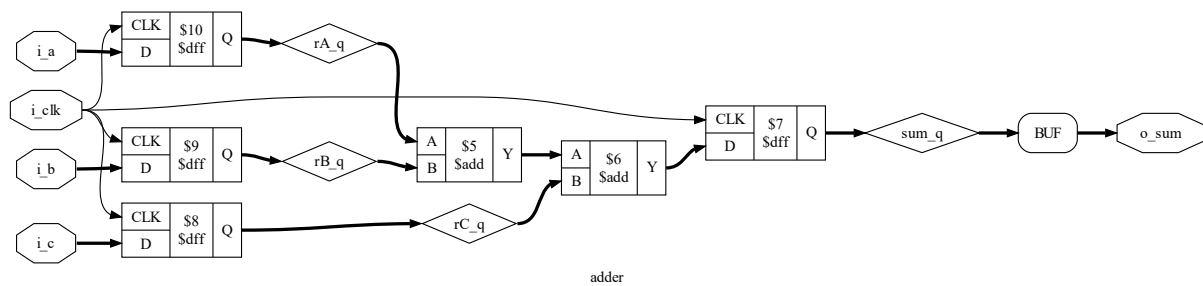 i_a
CLK
D
$10
$dff
Q
rA_q
i_clk
i_b
CLK
D
$9
$dff
Q
rB_q
A
B
$5
$add
Y
A
B
$6
$add
Y
CLK
D
$7
$dff
Q
sum_q
BUF
o_sum
i_c
CLK
D
$8
$dff
Q
rC_q
adder